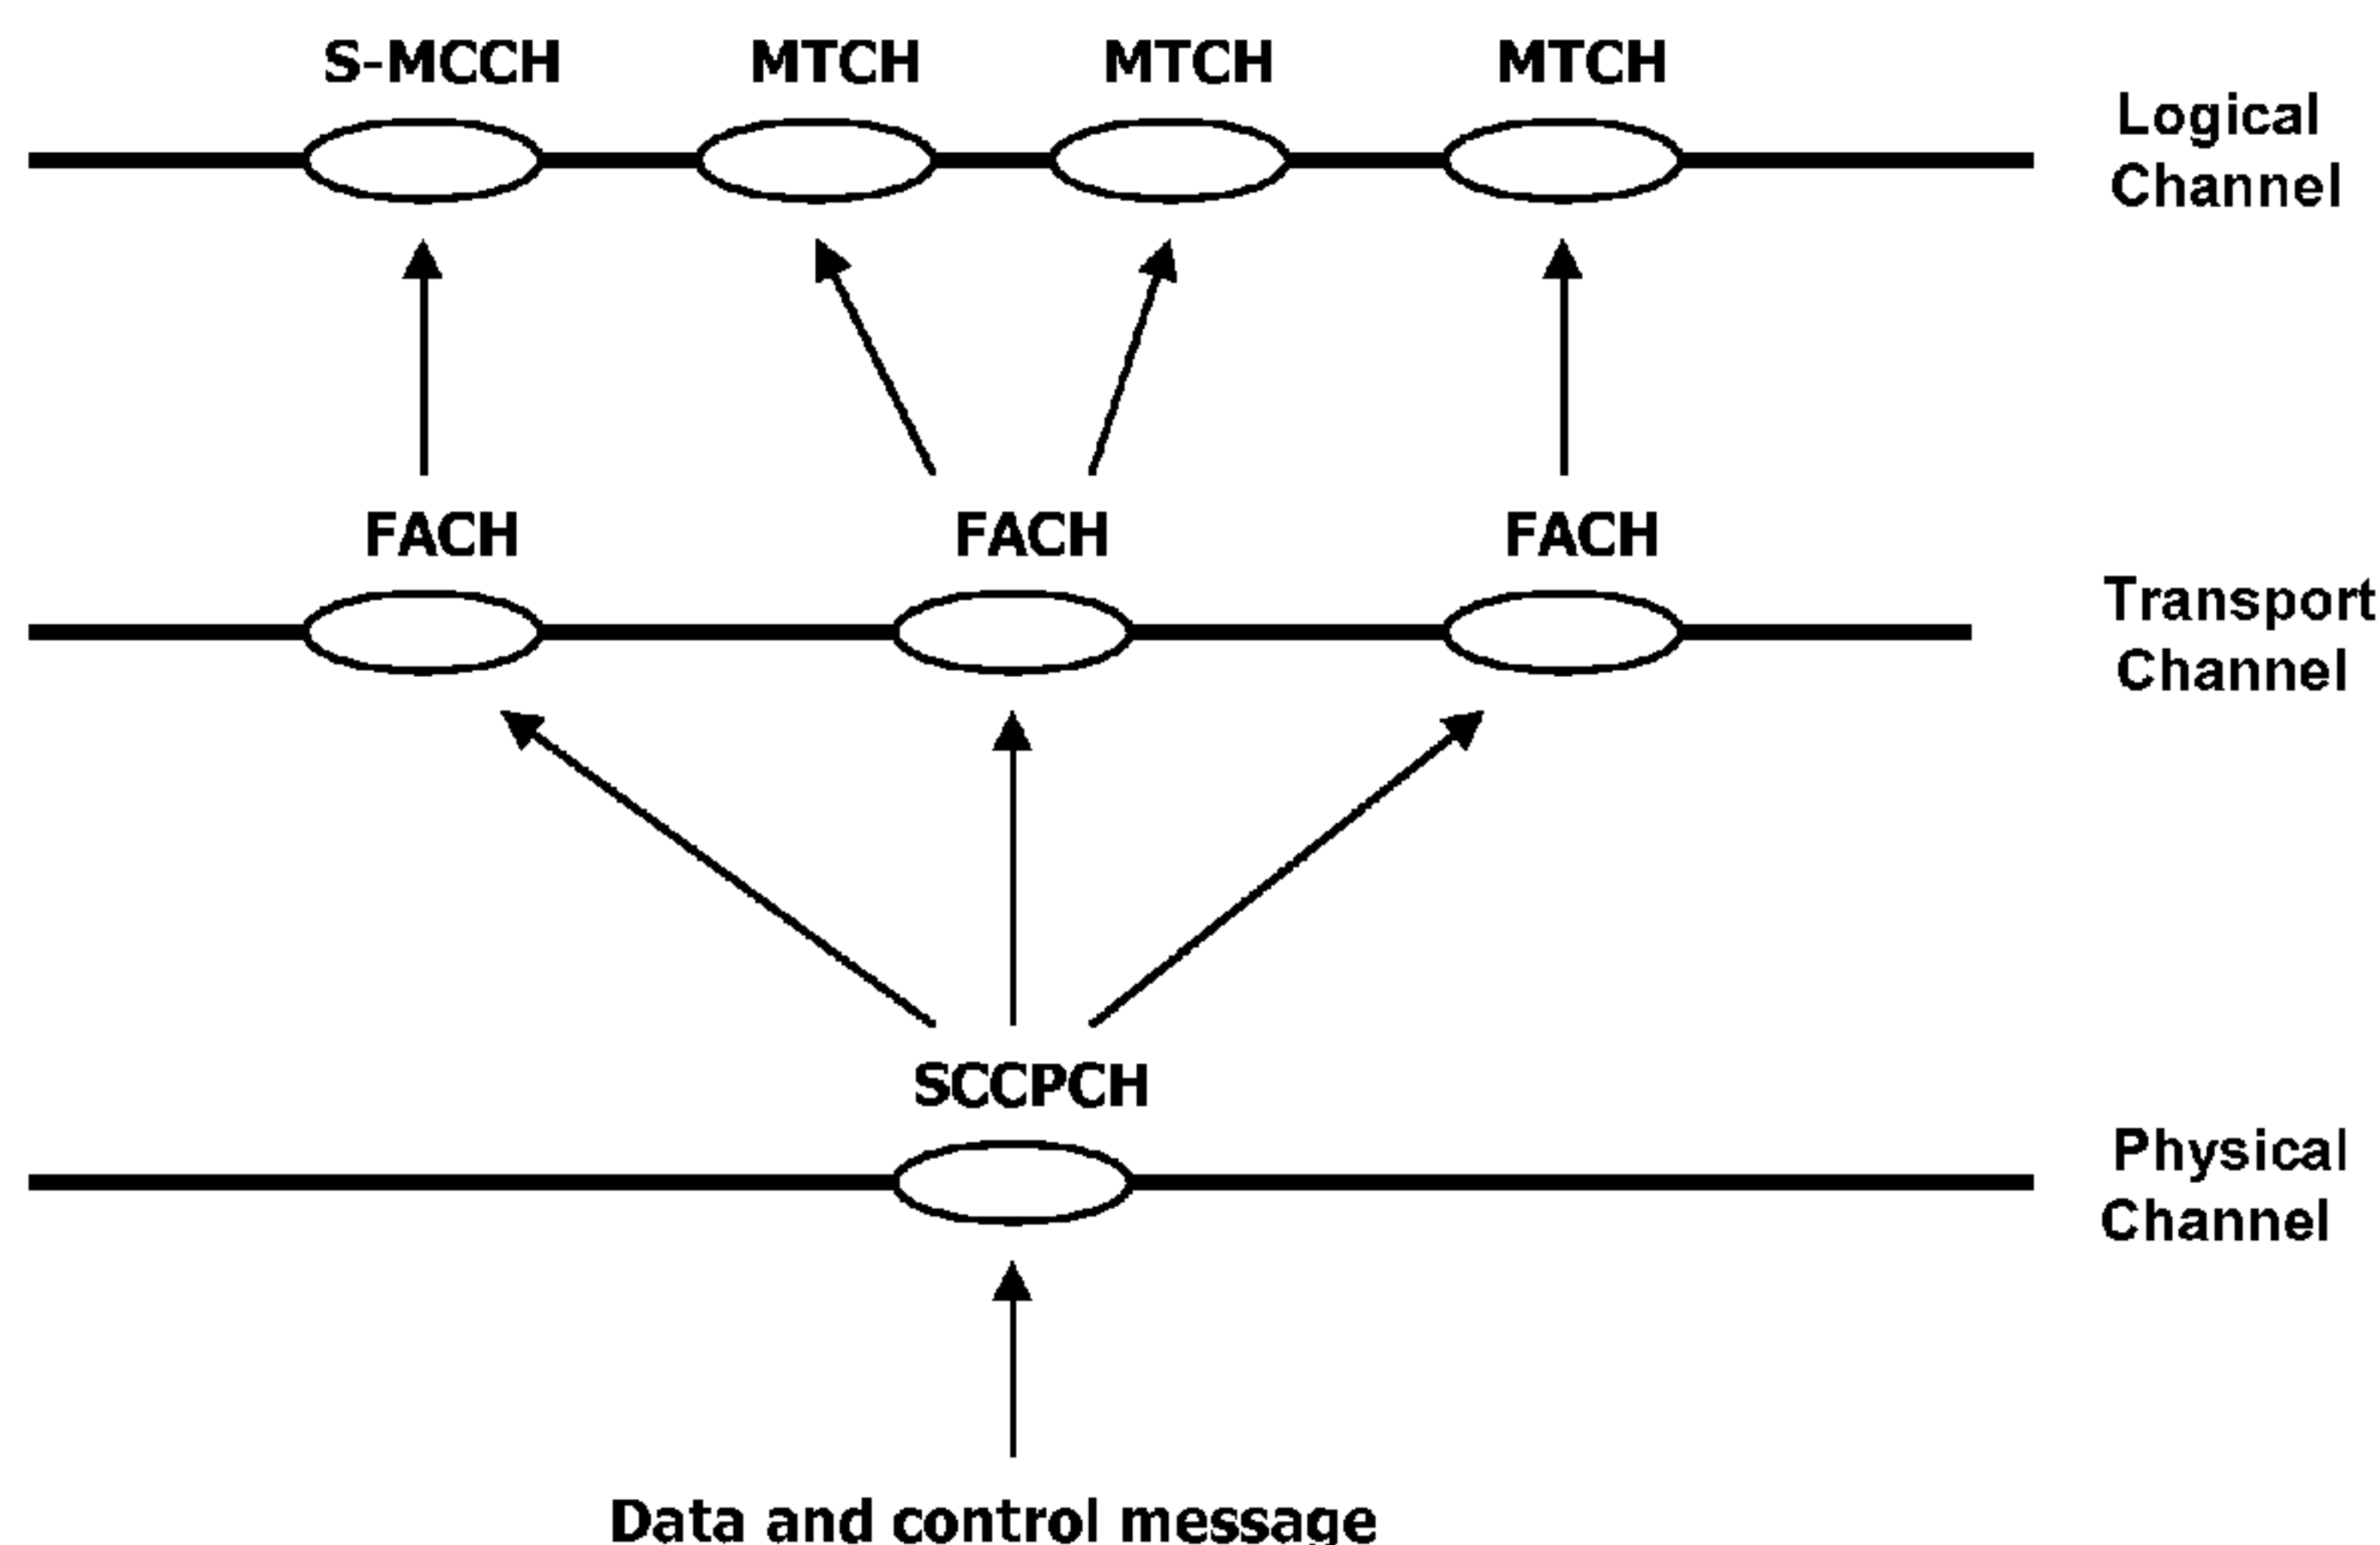 S-MCCH MTCH MTCH MTCH
Logical
Channel
FACH FACH FACH
Transport
Channel
SCCPCH
Physical
Channel
Data and control message